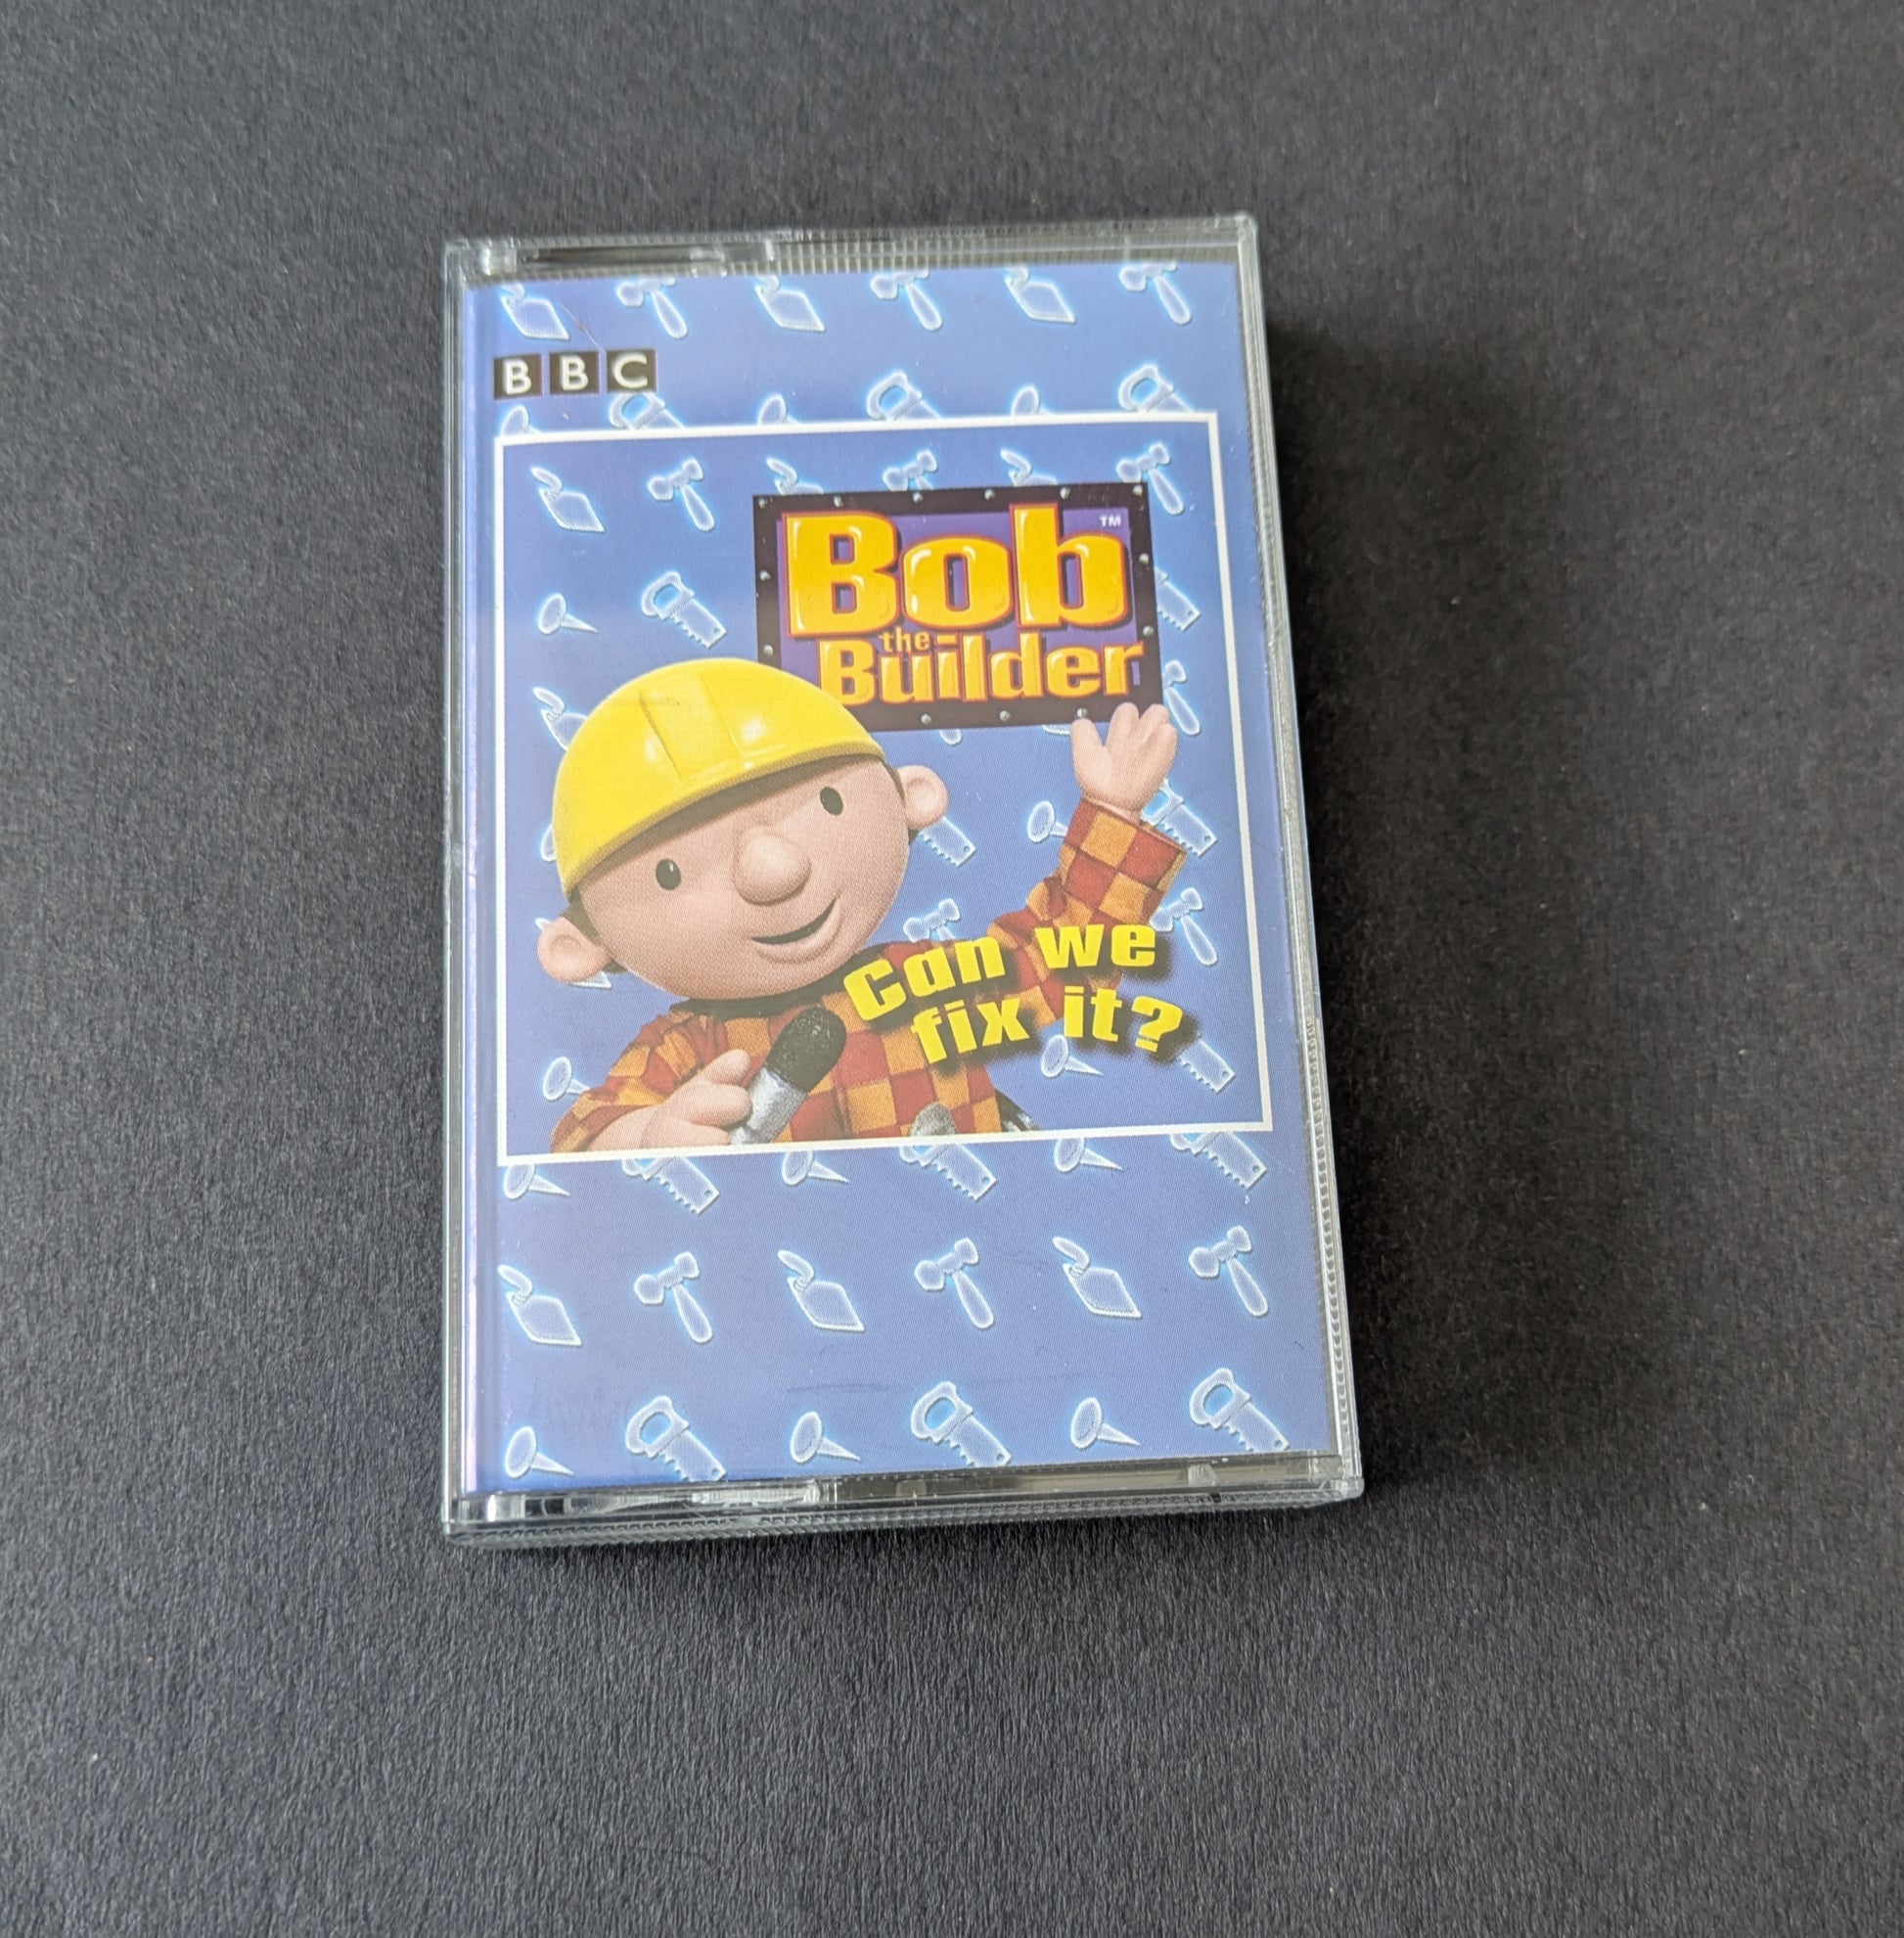 BBC
Bob
TM
the
Builder
Can we
fix it?